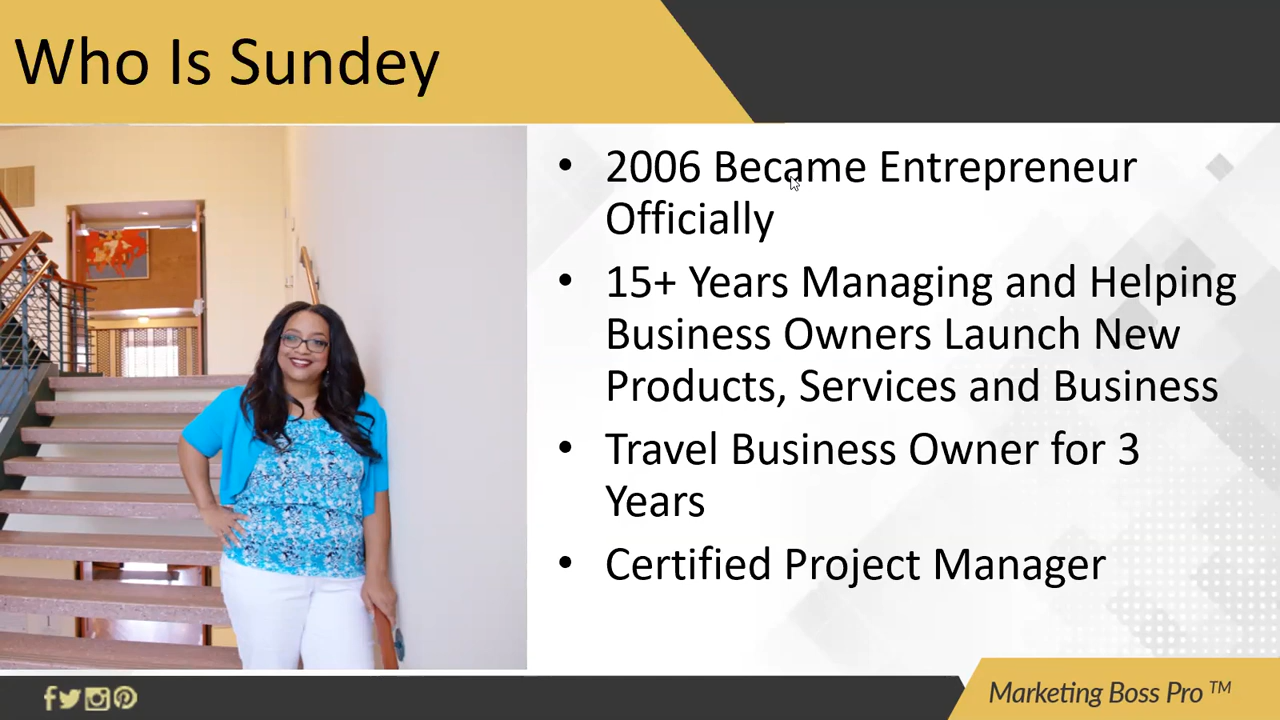 Who Is Sundey
• 2006 Became Entrepreneur
Officially
• 15+ Years Managing and Helping
Business Owners Launch New
Products, Services and Business
• Travel Business Owner for 3
Years
• Certified Project Manager
Marketing Boss Pro ™